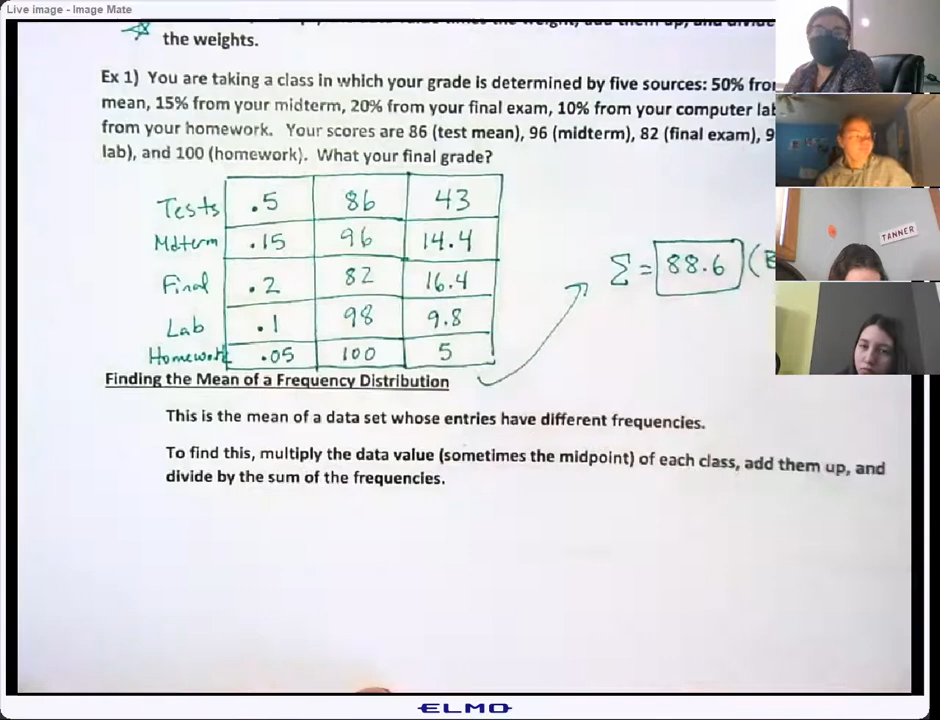 Live image - Image Mate
the weights.
Ex 1) You are taking a class in which your grade is determined by five sources: 50% from
mean, 15% from your midterm, 20% from your final exam, 10% from your computer lab
from your homework. Your scores are 86 (test mean), 96 (midterm), 82 (final exam), 9
lab), and 100 (homework). What your final grade?
Tests .5 86 43
Mdterm .15 96 14.4
Final .2 82 16.4
Lab .1 98 9.8
Homework .05 100 5
Σ = 88.6 (B
Finding the Mean of a Frequency Distribution
This is the mean of a data set whose entries have different frequencies.
To find this, multiply the data value (sometimes the midpoint) of each class, add them up, and
divide by the sum of the frequencies.
TANNER
ELMO